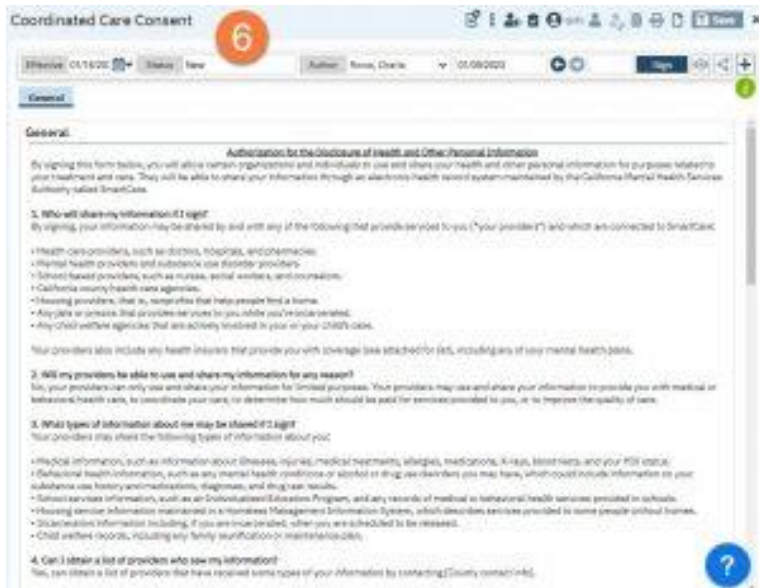 Coordinated Care Consent
6
Save
Effective 01/16/20 Status New Author 01/09/2023 Sign
2
General
General
Authorization for the Disclosure of Health and Other Personal Information
By signing this form below, you will allow certain organizations and individuals to use and share your health and other personal information for purposes related to
your treatment and care. They will be able to share your information through an electronic health record system maintained by the California Mental Health Services
Authority called SmartCare.
1. Who will share my information if I sign?
By signing, your information may be shared by and with any of the following that provide services to you ("your providers") and which are connected to SmartCare:
• Health care providers, such as doctors, hospitals, and pharmacies.
• Mental health providers and substance use disorder providers.
• School based providers, such as nurses, social workers, and counselors.
• California county health care agencies.
• Housing providers, that is, nonprofits that help people find a home.
• Any jails or prisons that provide services to you while you're incarcerated.
• Any child welfare agencies that are actively involved in your or your child's case.
Your providers also include any health insurers that provide you with coverage (see attached for list), including any of your mental health plans.
2. Will my providers be able to use and share my information for any reason?
No, your providers can only use and share your information for limited purposes. Your providers may use and share your information to provide you with medical or
behavioral health care, to coordinate your care, to determine how much should be paid for services provided to you, or to improve the quality of care.
3. What types of information about me may be shared if I sign?
Your providers may share the following types of information about you:
• Medical information, such as information about illnesses, injuries, medical treatments, allergies, medications, X-rays, blood tests, and your HIV status.
• Behavioral health information, such as any mental health conditions or alcohol or drug use disorders you may have, which could include information on your
substance use history and medications, diagnoses, and drug test results.
• School services information, such as an Individualized Education Program, and any records of medical or behavioral health services provided in schools.
• Housing service information maintained in a Homeless Management Information System, which describes services provided to some people without homes.
• Incarceration information including, if you are incarcerated, when you are scheduled to be released.
• Child welfare records, including any family reunification or maintenance plan.
4. Can I obtain a list of providers who saw my information?
Yes, can obtain a list of providers that have received some types of your information by contacting [County contact info].
?